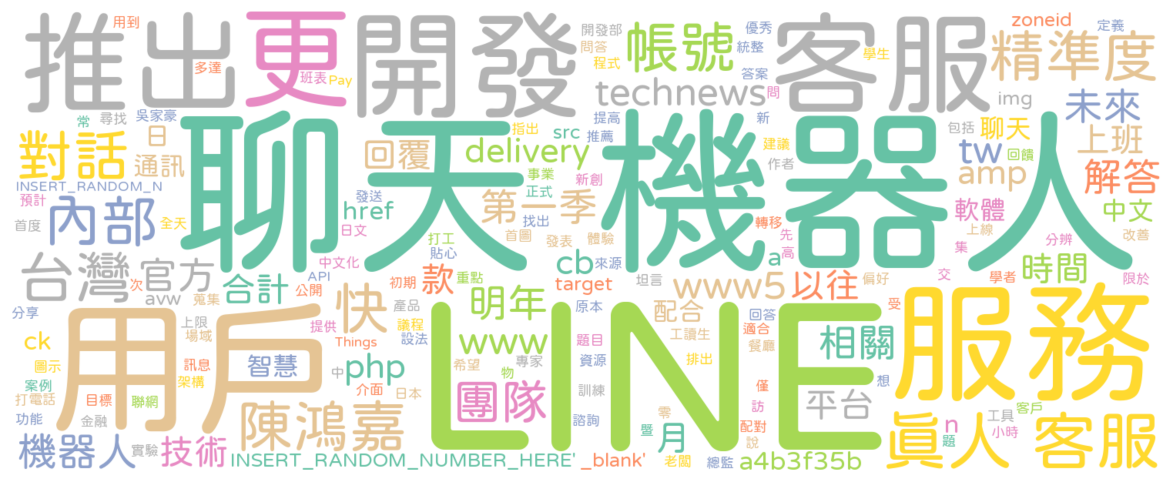 用到
多達
推出
更
班表
Pay
開發
開發部
問答
程式
帳號
優秀
統整
答案
客服
zoneid
學生
定義
精準度
technews
問
img
未來
常
尋找
吳家豪
對話
日
通訊
聊天機器人
指出
提高
推薦
src
回覆
delivery
新
建議
作者
包括
聊天
回饋
上班
tw
amp
解答
INSERT_RANDOM_N
預計
首度
內部
全天
發送
日文
href
事業
正式
新創
第一季
找出
首圖
發表
體驗
轉移
先
高
軟體
上線
集
中文
分辨
改善
台灣
官方
中文化
次
API
avw
蒐集
合計
公開
初期
打工
貼心
款
重點
cb
來源
target
坦言
a
www5
以往
偏好
交
學者
時間
限於
分享
用戶
快
產品
明年
LINE
原本
配合
工讀生
回答
適合
餐廳
受
服務
ck
上限
場域
提供
Things
議程
設法
www
題目
相關
圖示
案例
訊息
架構
智慧
中
php
介面
希望
專家
物
資源
排出
想
打電話
目標
聯網
功能
金融
日本
陳鴻嘉
團隊
訓練
諮詢
零
暨
月
僅
訪
配對
說
平台
眞人
n
題
工具
小時
客戶
客服
機器人
實驗
技術
INSERT_RANDOM_NUMBER_HERE'
_blank'
老闆
總監
a4b3f35b